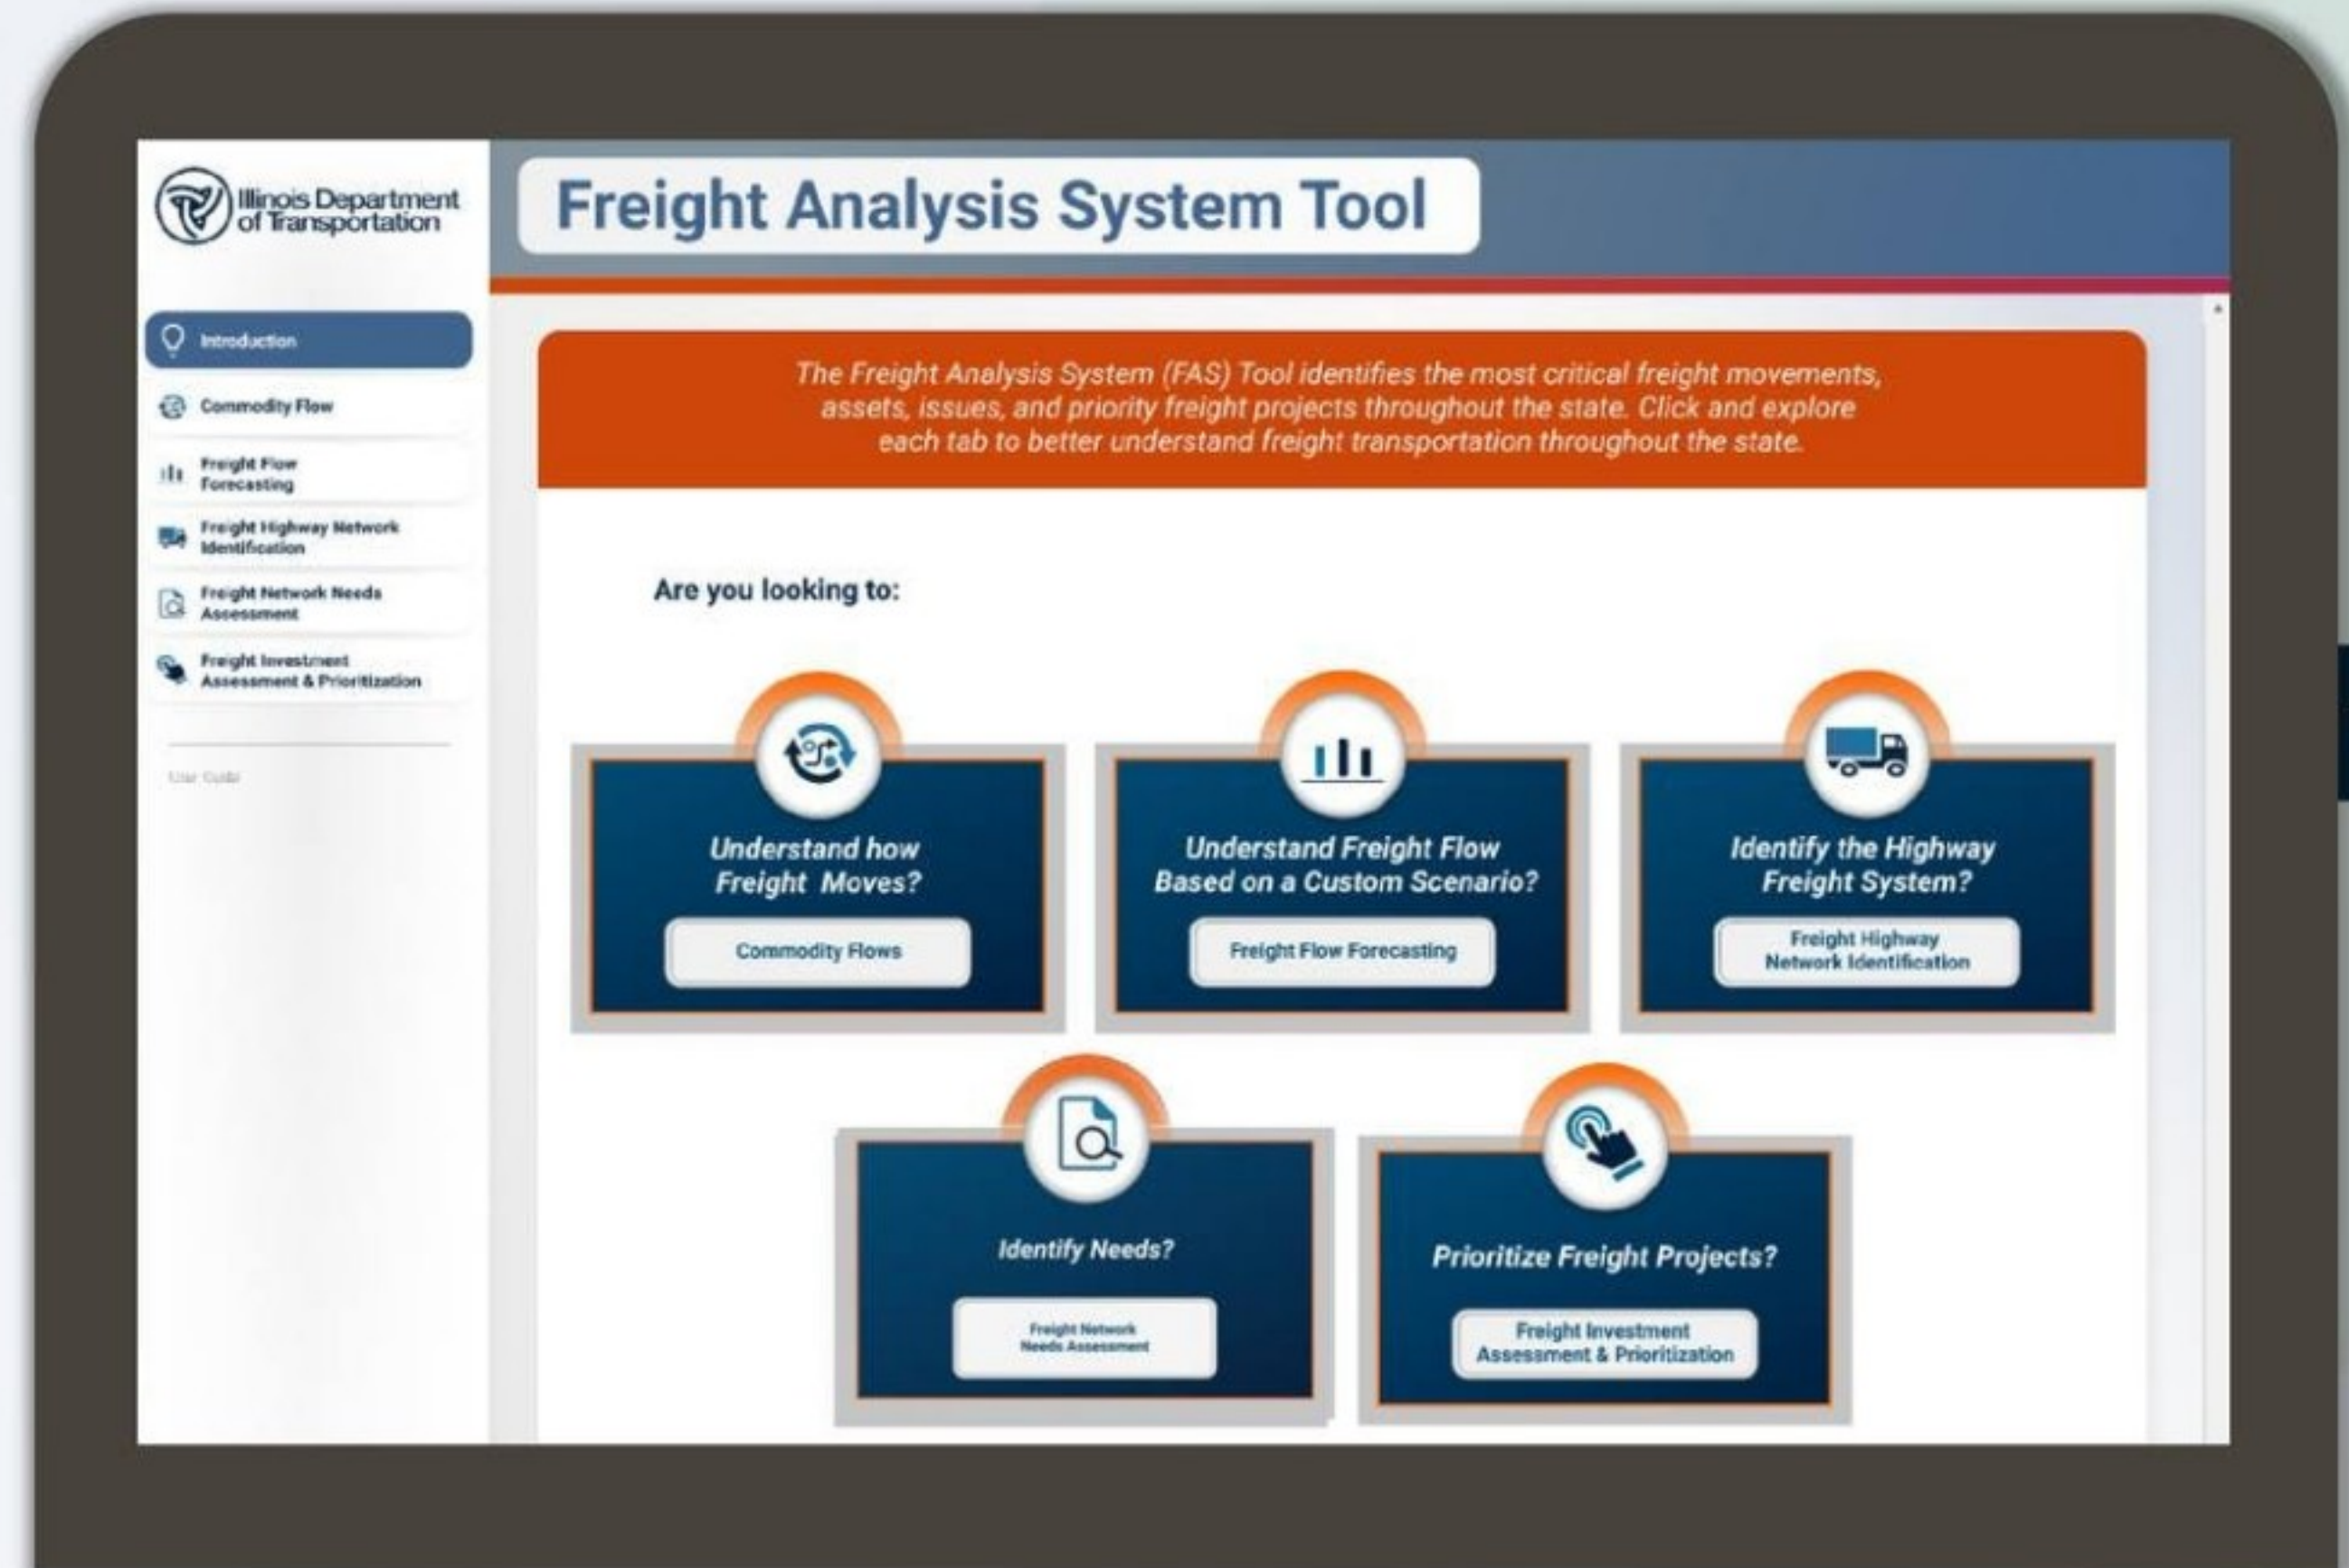 Illinois Department
of Transportation
Freight Analysis System Tool
Introduction
Commodity Flow
Freight Flow
Forecasting
Freight Highway Network
Identification
Freight Network Needs
Assessment
Freight Investment
Assessment & Prioritization
User Guide
The Freight Analysis System (FAS) Tool identifies the most critical freight movements,
assets, issues, and priority freight projects throughout the state. Click and explore
each tab to better understand freight transportation throughout the state.
Are you looking to:
Understand how
Freight Moves?
Commodity Flows
Understand Freight Flow
Based on a Custom Scenario?
Freight Flow Forecasting
Identify the Highway
Freight System?
Freight Highway
Network Identification
Identify Needs?
Freight Network
Needs Assessment
Prioritize Freight Projects?
Freight Investment
Assessment & Prioritization